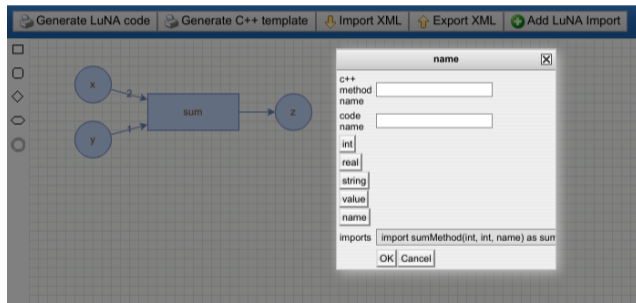 Generate LuNA code Generate C++ template Import XML Export XML Add LuNA Import
name
c++
method
name
code
name
int
real
string
value
name
imports import sumMethod(int, int, name) as sum
OK Cancel
x
2
sum
z
y
1